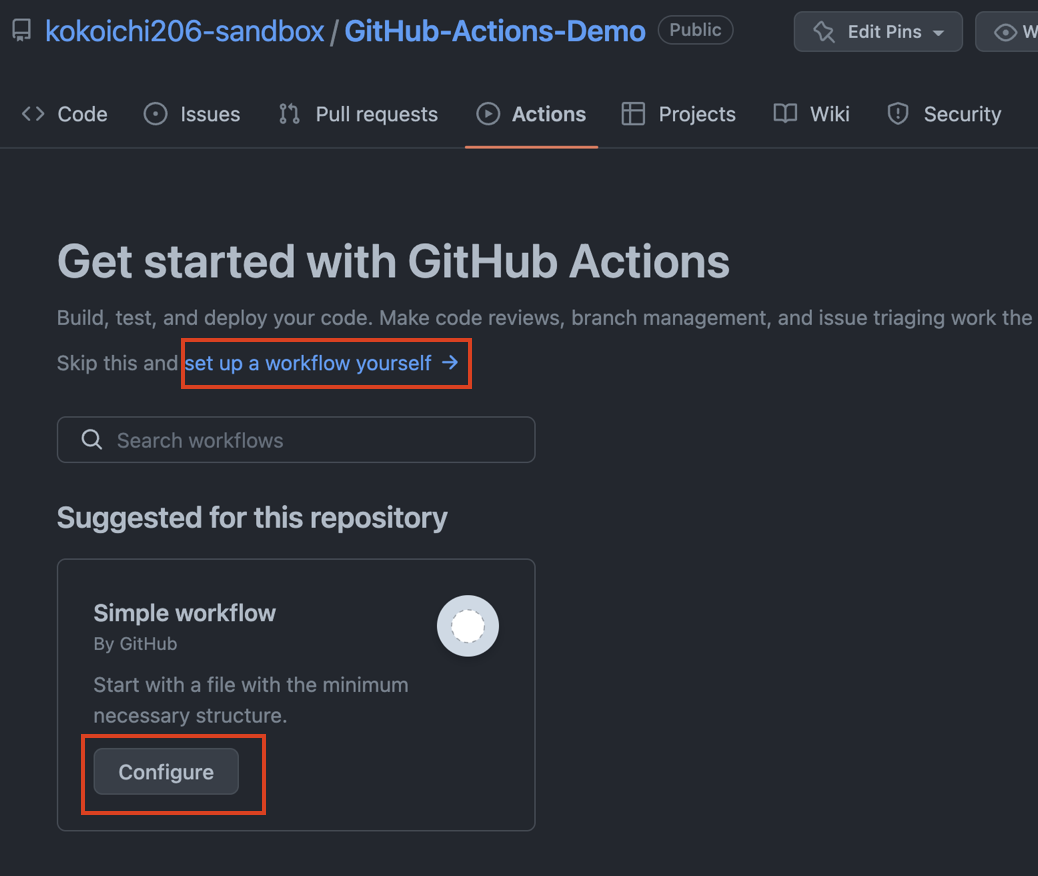 kokoichi206-sandbox / GitHub-Actions-Demo Public Edit Pins
Code Issues Pull requests Actions Projects Wiki Security
Get started with GitHub Actions
Build, test, and deploy your code. Make code reviews, branch management, and issue triaging work the
Skip this and set up a workflow yourself →
Search workflows
Suggested for this repository
Simple workflow
By GitHub
Start with a file with the minimum
necessary structure.
Configure